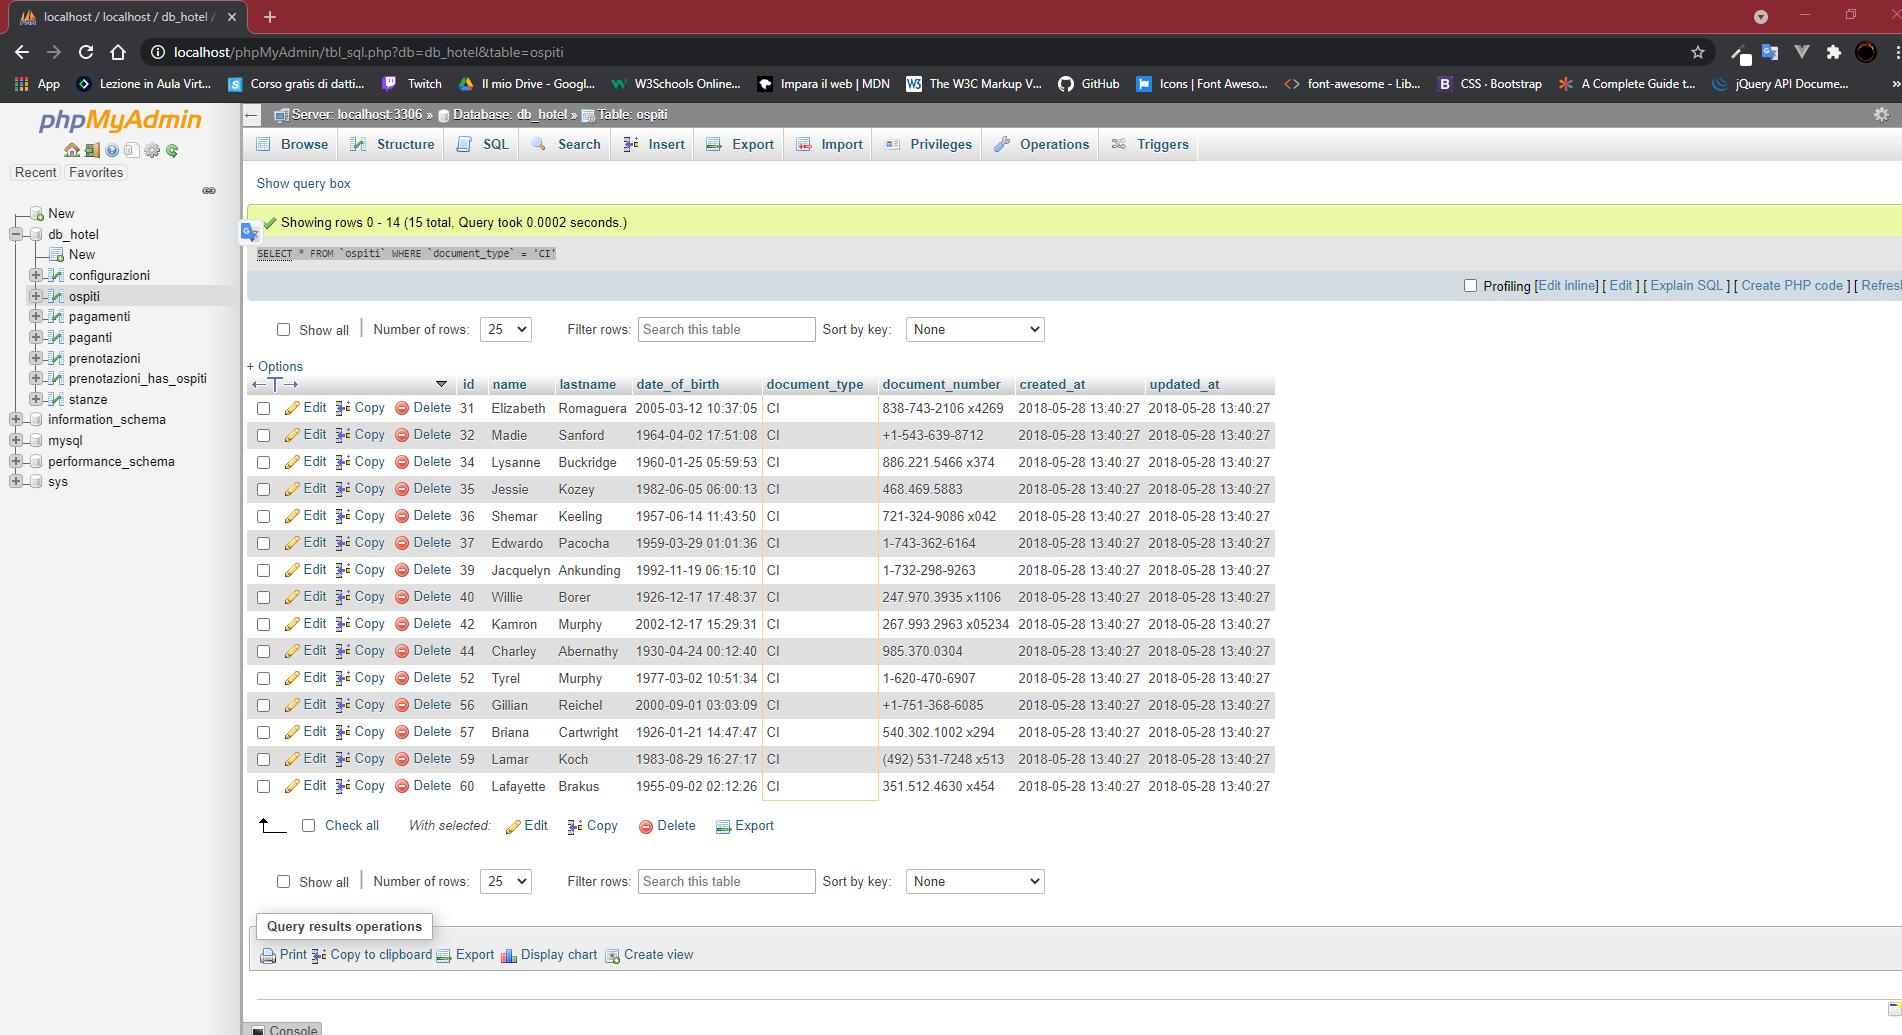 localhost / localhost / db_hotel /
localhost/phpMyAdmin/tbl_sql.php?db=db_hotel&table=ospiti
App Lezione in Aula Virt... Corso gratis di datti... Twitch Il mio Drive - Googl... W3Schools Online... Impara il web | MDN The W3C Markup V... GitHub Icons | Font Aweso... font-awesome - Lib... CSS · Bootstrap A Complete Guide t... jQuery API Docume... »
phpMyAdmin
Recent Favorites
New
db_hotel
New
configurazioni
ospiti
pagamenti
paganti
prenotazioni
prenotazioni_has_ospiti
stanze
information_schema
mysql
performance_schema
sys
Server: localhost:3306 » Database: db_hotel » Table: ospiti
Browse Structure SQL Search Insert Export Import Privileges Operations Triggers
Show query box
Showing rows 0 - 14 (15 total, Query took 0.0002 seconds.)
SELECT * FROM `ospiti` WHERE `document_type` = 'CI'
Profiling [Edit inline] [ Edit ] [ Explain SQL ] [ Create PHP code ] [ Refresh
Show all | Number of rows: 25 Filter rows: Search this table Sort by key: None
+ Options
←T→ id name lastname date_of_birth document_type document_number created_at updated_at
Edit Copy Delete 31 Elizabeth Romaguera 2005-03-12 10:37:05 CI 838-743-2106 x4269 2018-05-28 13:40:27 2018-05-28 13:40:27
Edit Copy Delete 32 Madie Sanford 1964-04-02 17:51:08 CI +1-543-639-8712 2018-05-28 13:40:27 2018-05-28 13:40:27
Edit Copy Delete 34 Lysanne Buckridge 1960-01-25 05:59:53 CI 886.221.5466 x374 2018-05-28 13:40:27 2018-05-28 13:40:27
Edit Copy Delete 35 Jessie Kozey 1982-06-05 06:00:13 CI 468.469.5883 2018-05-28 13:40:27 2018-05-28 13:40:27
Edit Copy Delete 36 Shemar Keeling 1957-06-14 11:43:50 CI 721-324-9086 x042 2018-05-28 13:40:27 2018-05-28 13:40:27
Edit Copy Delete 37 Edwardo Pacocha 1959-03-29 01:01:36 CI 1-743-362-6164 2018-05-28 13:40:27 2018-05-28 13:40:27
Edit Copy Delete 39 Jacquelyn Ankunding 1992-11-19 06:15:10 CI 1-732-298-9263 2018-05-28 13:40:27 2018-05-28 13:40:27
Edit Copy Delete 40 Willie Borer 1926-12-17 17:48:37 CI 247.970.3935 x1106 2018-05-28 13:40:27 2018-05-28 13:40:27
Edit Copy Delete 42 Kamron Murphy 2002-12-17 15:29:31 CI 267.993.2963 x05234 2018-05-28 13:40:27 2018-05-28 13:40:27
Edit Copy Delete 44 Charley Abernathy 1930-04-24 00:12:40 CI 985.370.0304 2018-05-28 13:40:27 2018-05-28 13:40:27
Edit Copy Delete 52 Tyrel Murphy 1977-03-02 10:51:34 CI 1-620-470-6907 2018-05-28 13:40:27 2018-05-28 13:40:27
Edit Copy Delete 56 Gillian Reichel 2000-09-01 03:03:09 CI +1-751-368-6085 2018-05-28 13:40:27 2018-05-28 13:40:27
Edit Copy Delete 57 Briana Cartwright 1926-01-21 14:47:47 CI 540.302.1002 x294 2018-05-28 13:40:27 2018-05-28 13:40:27
Edit Copy Delete 59 Lamar Koch 1983-08-29 16:27:17 CI (492) 531-7248 x513 2018-05-28 13:40:27 2018-05-28 13:40:27
Edit Copy Delete 60 Lafayette Brakus 1955-09-02 02:12:26 CI 351.512.4630 x454 2018-05-28 13:40:27 2018-05-28 13:40:27
Check all With selected: Edit Copy Delete Export
Show all | Number of rows: 25 Filter rows: Search this table Sort by key: None
Query results operations
Print Copy to clipboard Export Display chart Create view
Console